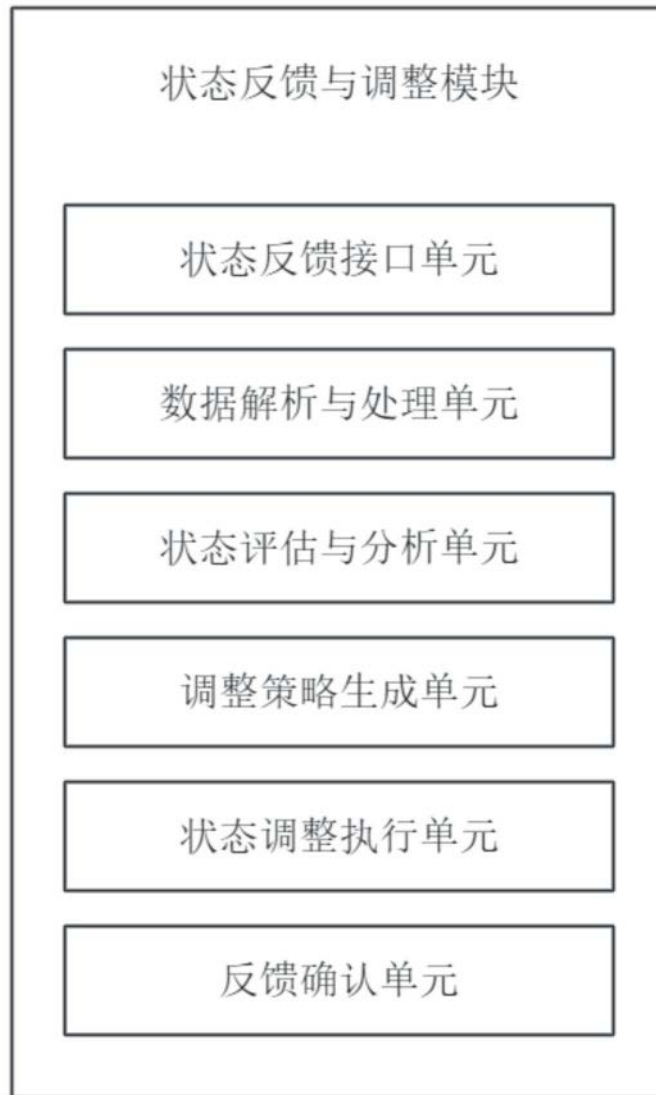 状态反馈与调整模块
状态反馈接口单元
数据解析与处理单元
状态评估与分析单元
调整策略生成单元
状态调整执行单元
反馈确认单元